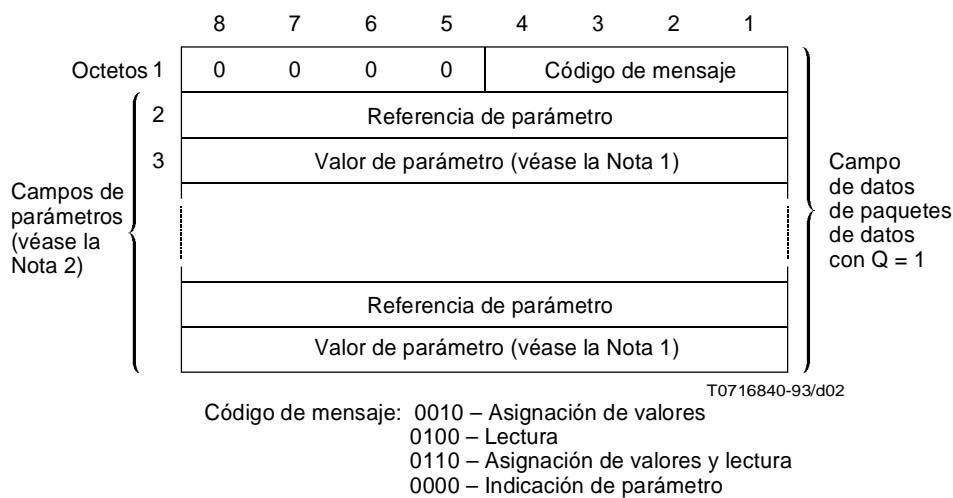 8 7 6 5 4 3 2 1
Octetos 1 0 0 0 0 Código de mensaje
2 Referencia de parámetro
3 Valor de parámetro (véase la Nota 1)
Campos de
parámetros
(véase la
Nota 2)
Campo
de datos
de paquetes
de datos
con Q = 1
Referencia de parámetro
Valor de parámetro (véase la Nota 1)
T0716840-93/d02
Código de mensaje: 0010 – Asignación de valores
0100 – Lectura
0110 – Asignación de valores y lectura
0000 – Indicación de parámetro